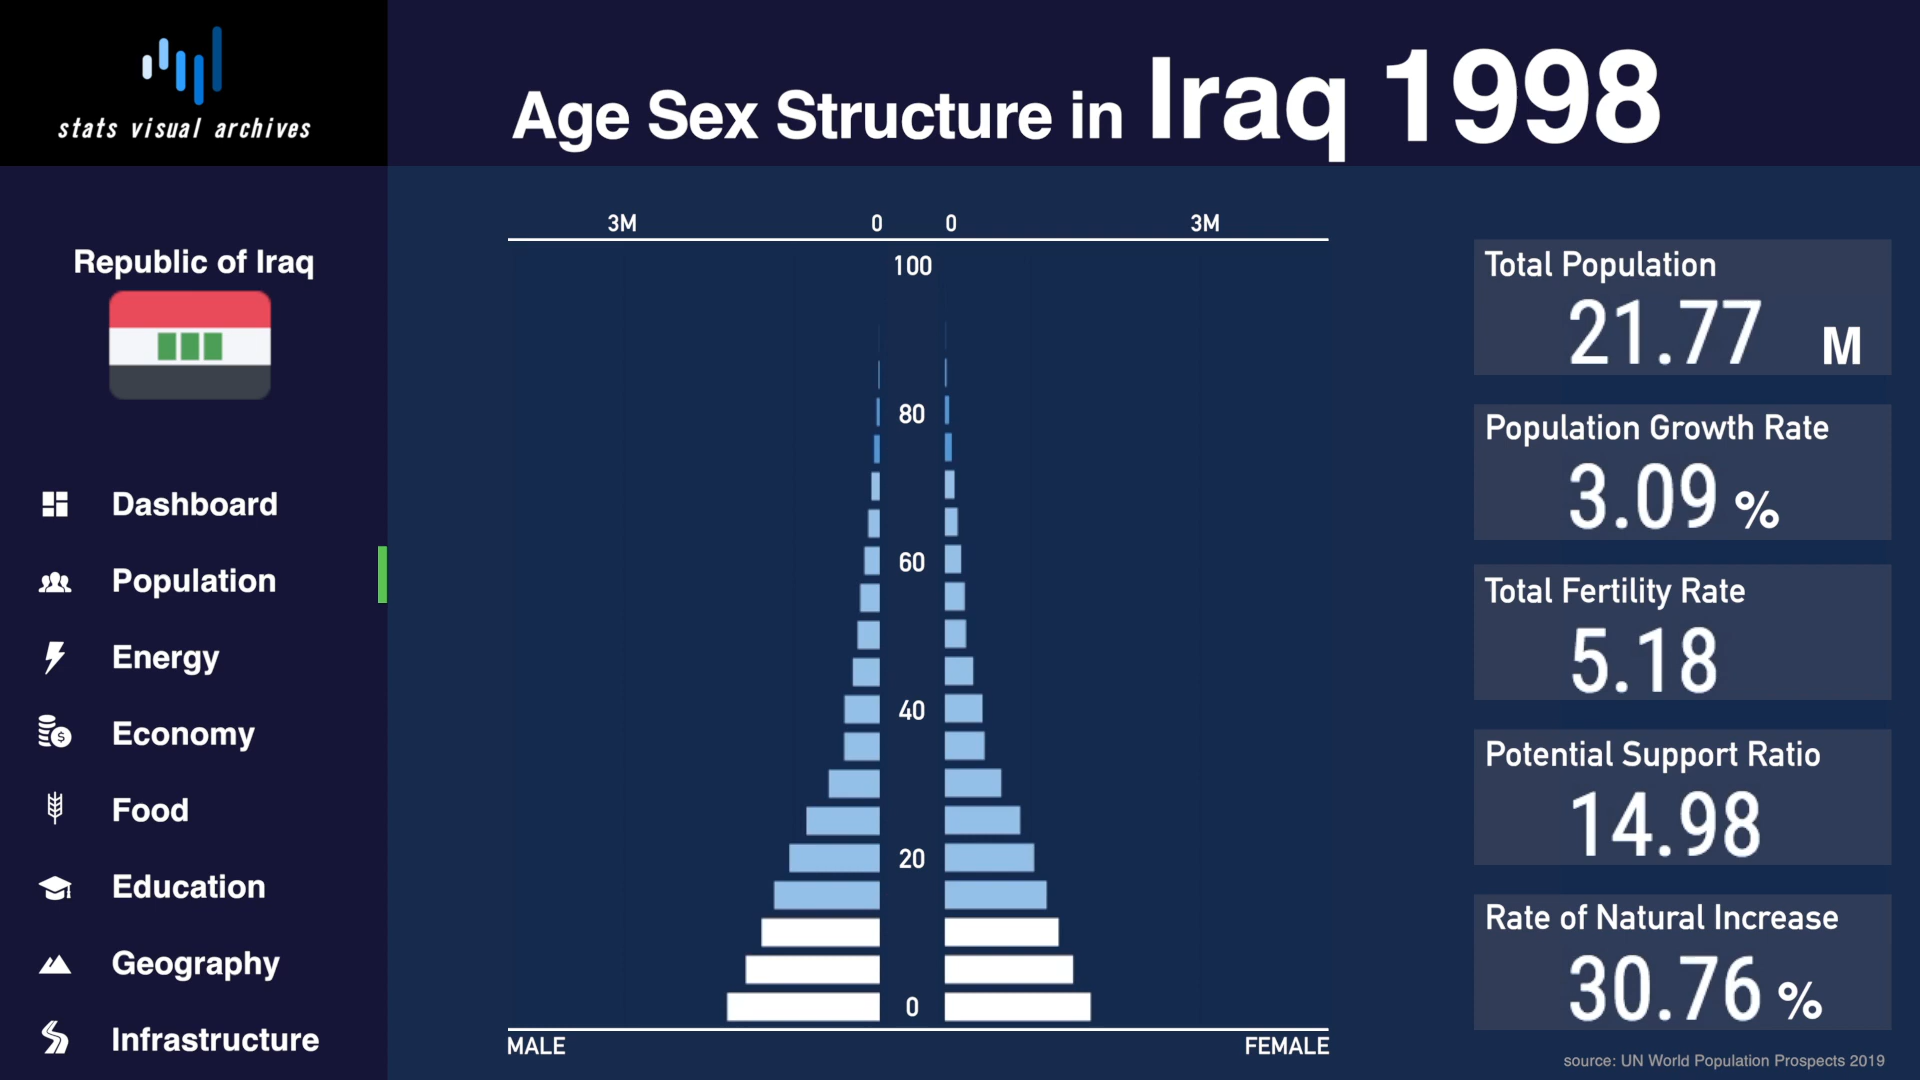 stats visual archives
Age Sex Structure in Iraq 1998
Republic of Iraq
Dashboard
Population
Energy
Economy
Food
Education
Geography
Infrastructure
3M 0 0 3M
100
80
60
40
20
0
MALE FEMALE
Total Population
21.77 M
Population Growth Rate
3.09 %
Total Fertility Rate
5.18
Potential Support Ratio
14.98
Rate of Natural Increase
30.76 %
source: UN World Population Prospects 2019